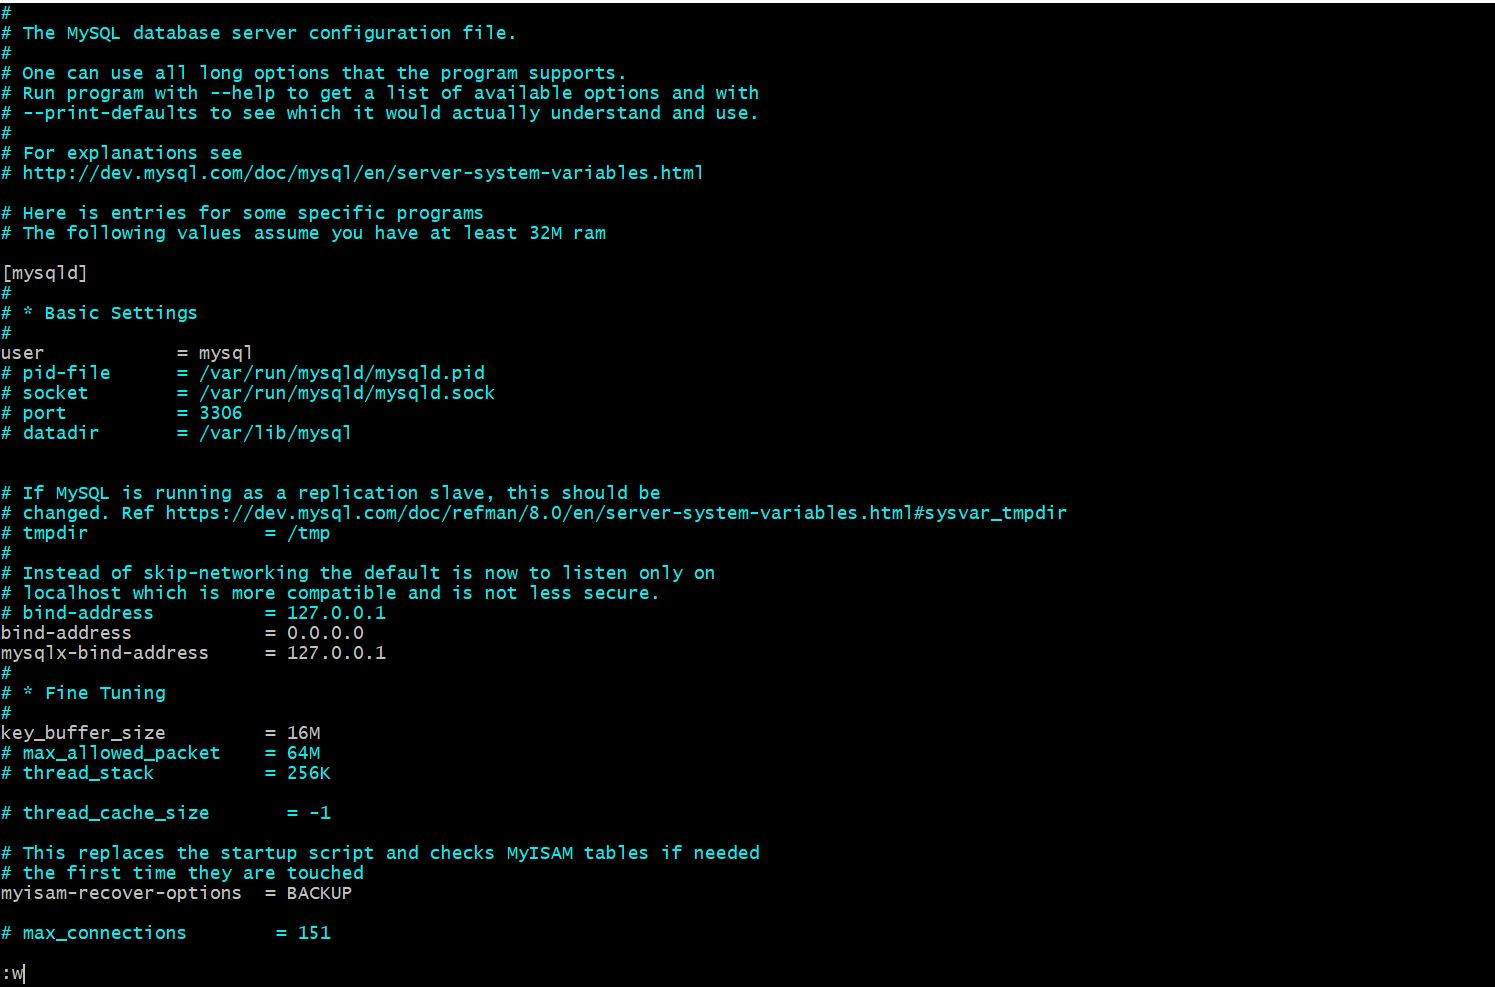 #
# The MySQL database server configuration file.
#
# One can use all long options that the program supports.
# Run program with --help to get a list of available options and with
# --print-defaults to see which it would actually understand and use.
#
# For explanations see
# http://dev.mysql.com/doc/mysql/en/server-system-variables.html

# Here is entries for some specific programs
# The following values assume you have at least 32M ram

[mysqld]
#
# * Basic Settings
#
user            = mysql
# pid-file      = /var/run/mysqld/mysqld.pid
# socket        = /var/run/mysqld/mysqld.sock
# port          = 3306
# datadir       = /var/lib/mysql


# If MySQL is running as a replication slave, this should be
# changed. Ref https://dev.mysql.com/doc/refman/8.0/en/server-system-variables.html#sysvar_tmpdir
# tmpdir                = /tmp
#
# Instead of skip-networking the default is now to listen only on
# localhost which is more compatible and is not less secure.
# bind-address          = 127.0.0.1
bind-address            = 0.0.0.0
mysqlx-bind-address     = 127.0.0.1
#
# * Fine Tuning
#
key_buffer_size         = 16M
# max_allowed_packet    = 64M
# thread_stack          = 256K

# thread_cache_size       = -1

# This replaces the startup script and checks MyISAM tables if needed
# the first time they are touched
myisam-recover-options  = BACKUP

# max_connections        = 151

:w